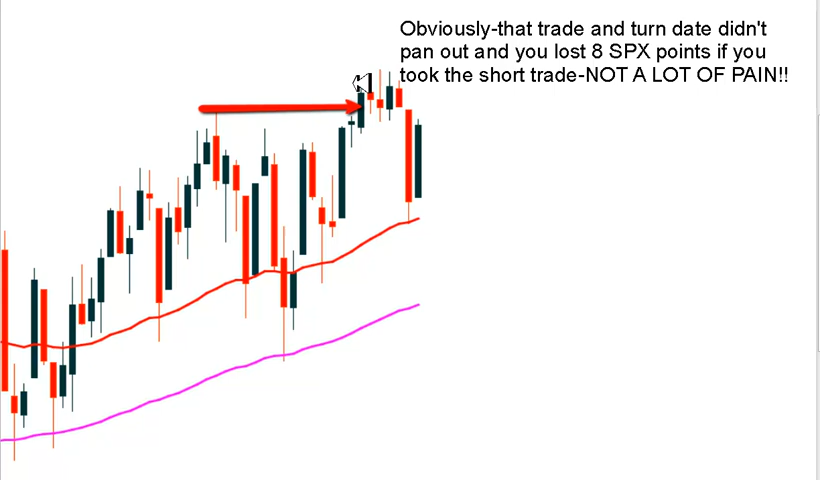 Obviously-that trade and turn date didn't
pan out and you lost 8 SPX points if you
took the short trade-NOT A LOT OF PAIN!!